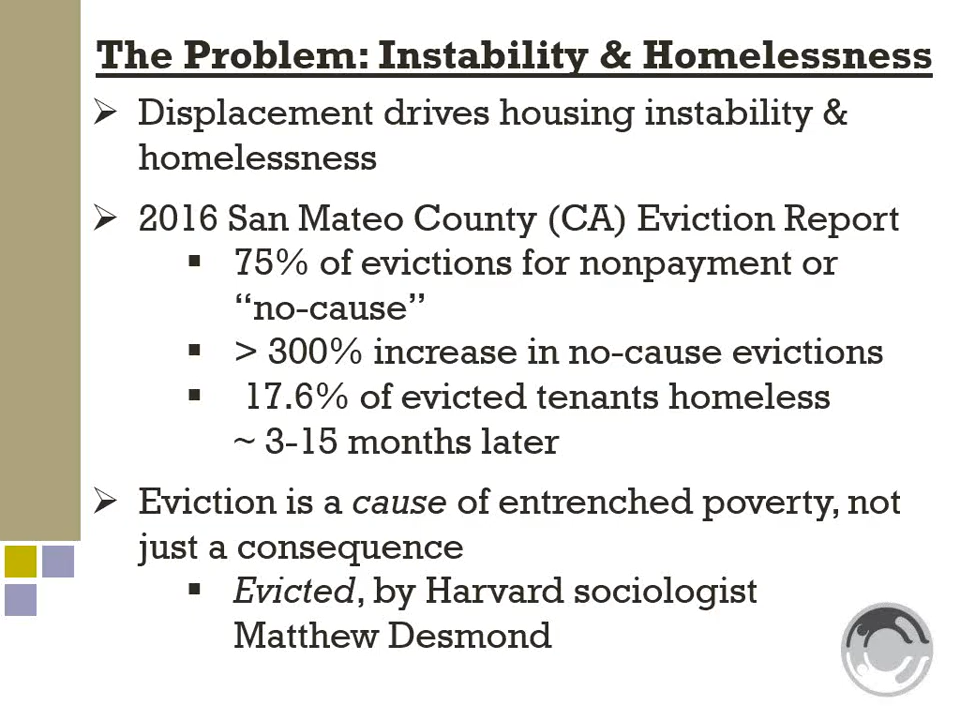 The Problem: Instability & Homelessness
➢ Displacement drives housing instability &
homelessness
➢ 2016 San Mateo County (CA) Eviction Report
▪ 75% of evictions for nonpayment or
“no-cause”
▪ > 300% increase in no-cause evictions
▪ 17.6% of evicted tenants homeless
~ 3-15 months later
➢ Eviction is a cause of entrenched poverty, not
just a consequence
▪ Evicted, by Harvard sociologist
Matthew Desmond